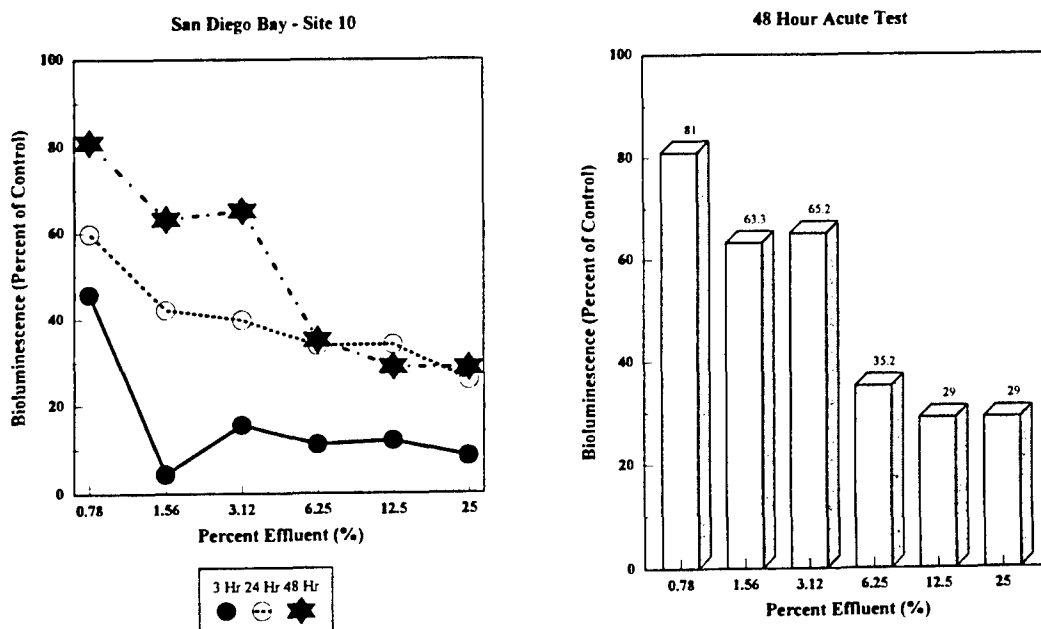 San Diego Bay - Site 10
Bioluminescence (Percent of Control)
100
80
60
40
20
0
0.78 1.56 3.12 6.25 12.5 25
Percent Effluent (%)
3 Hr 24 Hr 48 Hr
48 Hour Acute Test
Bioluminescence (Percent of Control)
100
80
60
40
20
0
81
63.3
65.2
35.2
29
29
0.78 1.56 3.12 6.25 12.5 25
Percent Effluent (%)